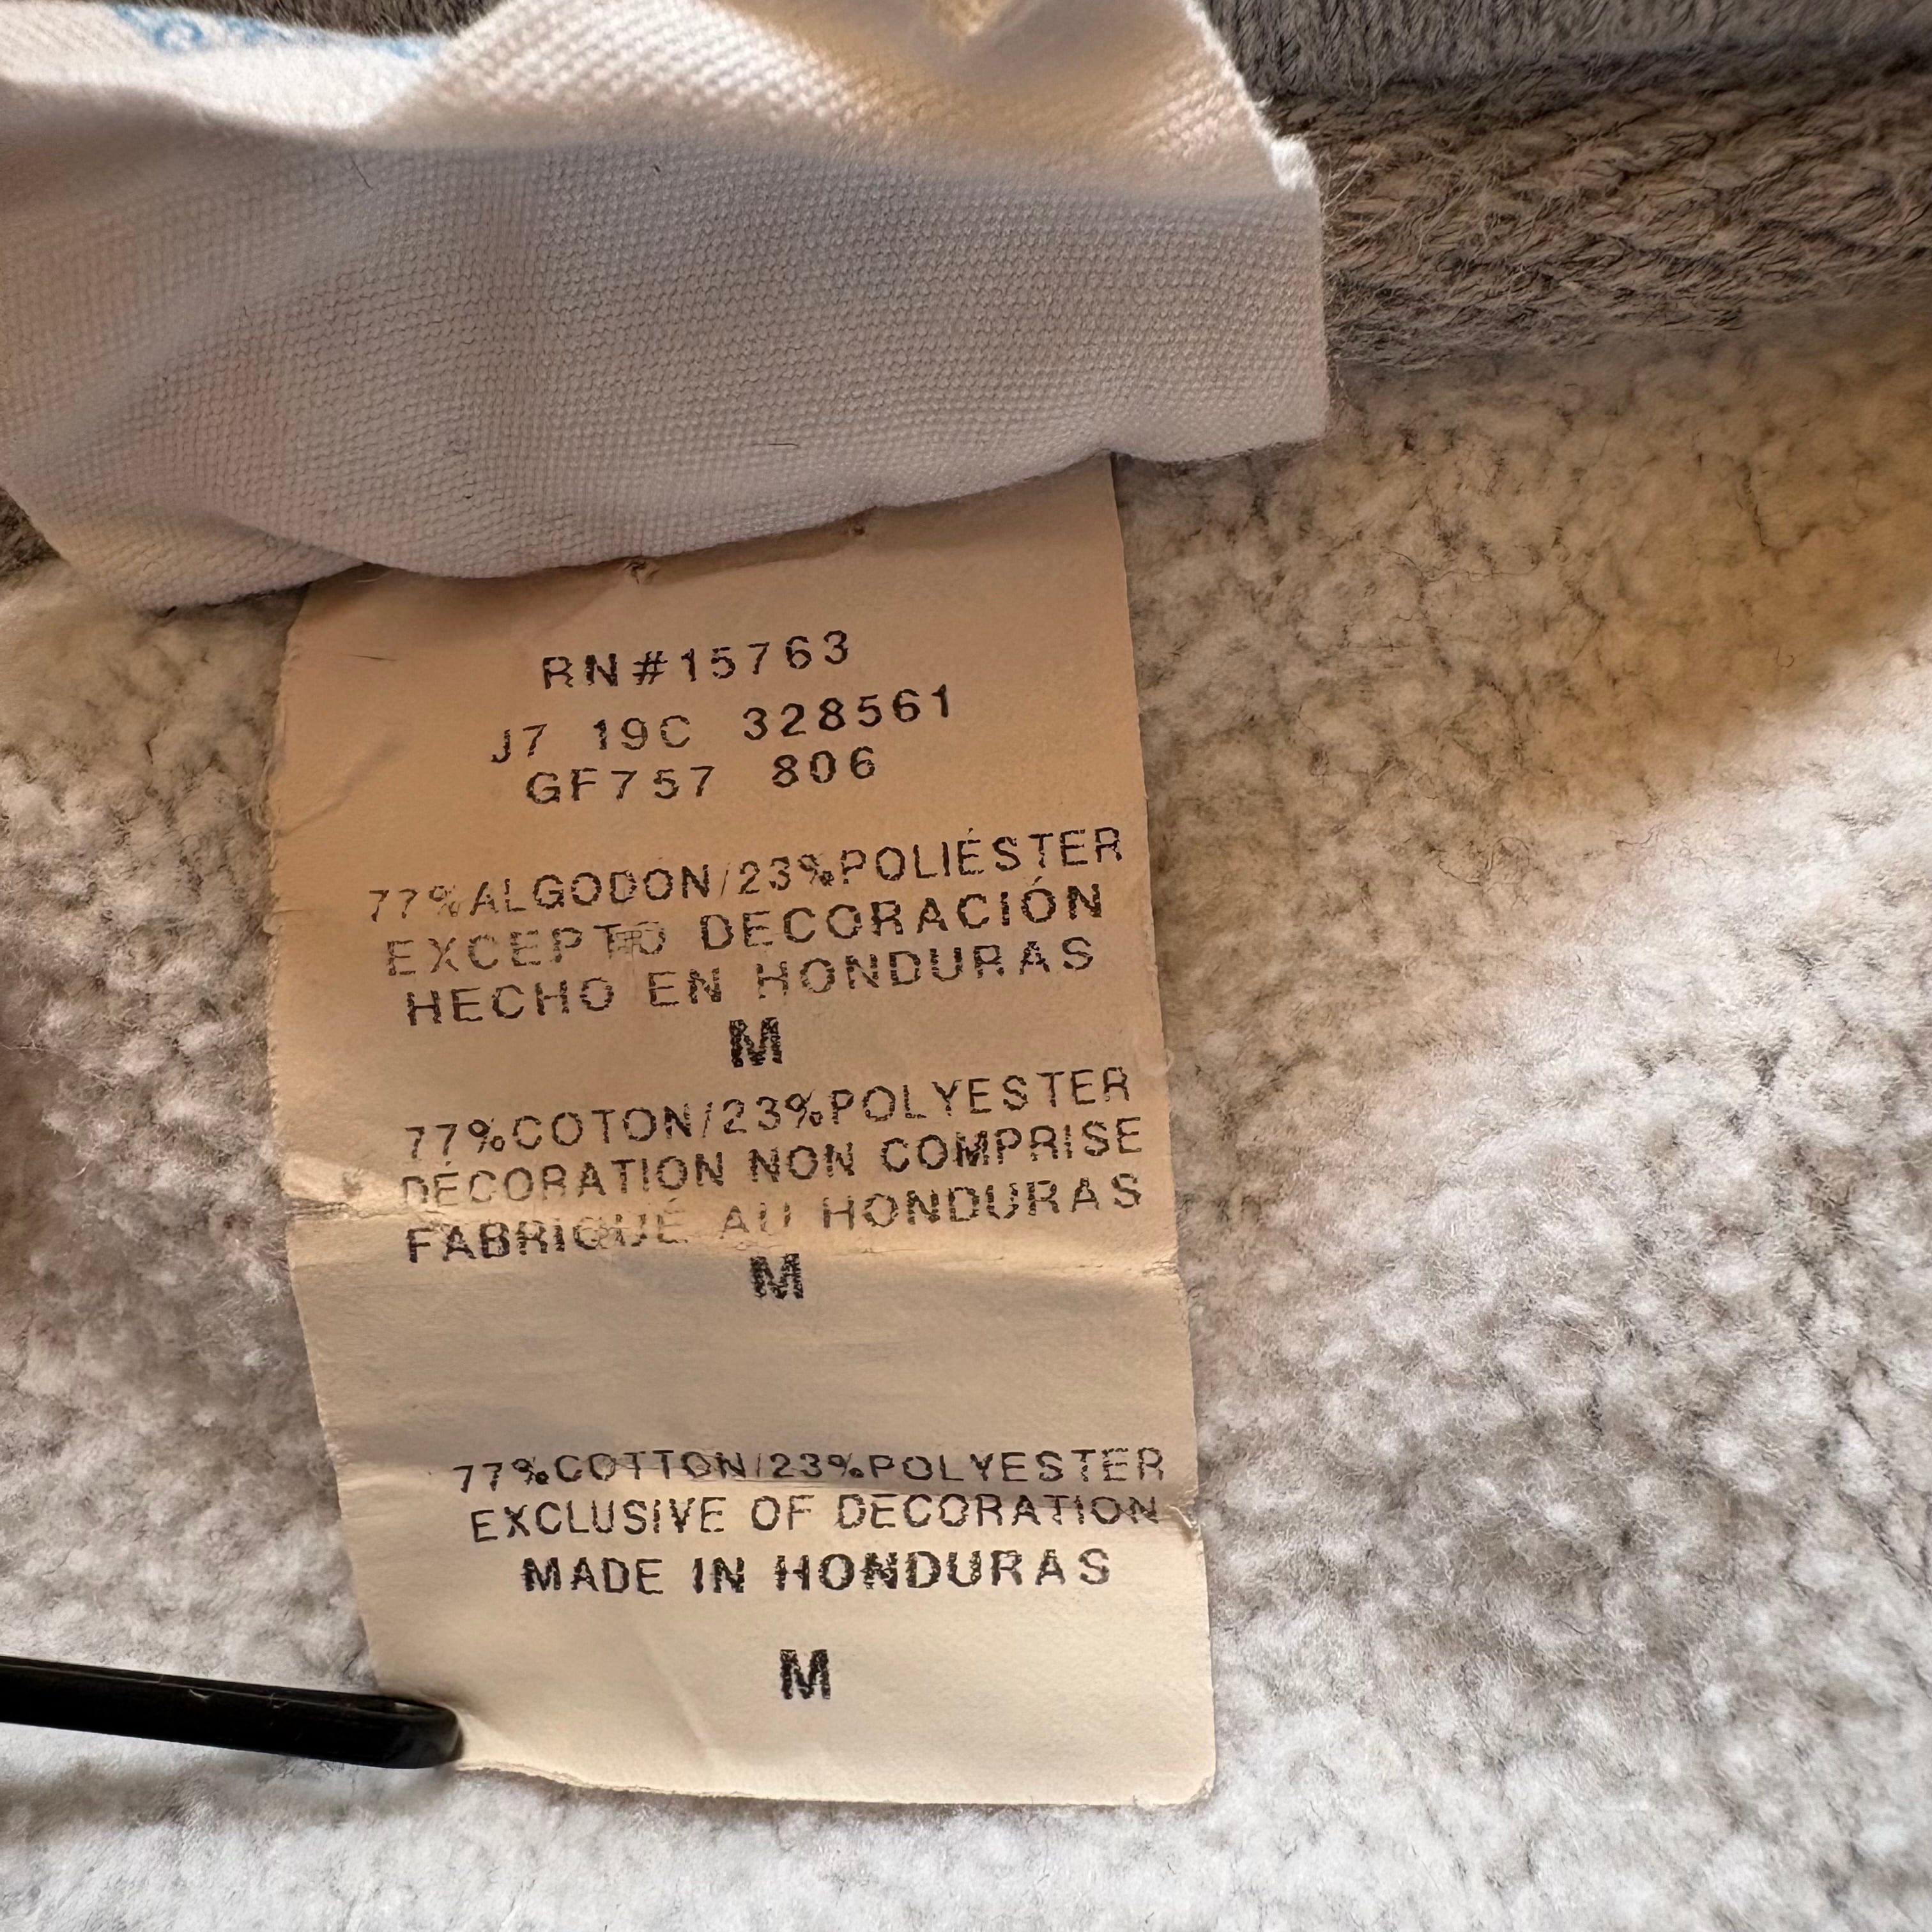 RN#15763
J7 19C 328561
GF757 806
77%ALGODÓN/23%POLIÉSTER
EXCEPTO DECORACIÓN
HECHO EN HONDURAS
M
77%COTON/23%POLYESTER
DÉCORATION NON COMPRISE
FABRIQUÉ AU HONDURAS
M
77%COTTON/23%POLYESTER
EXCLUSIVE OF DECORATION
MADE IN HONDURAS
M